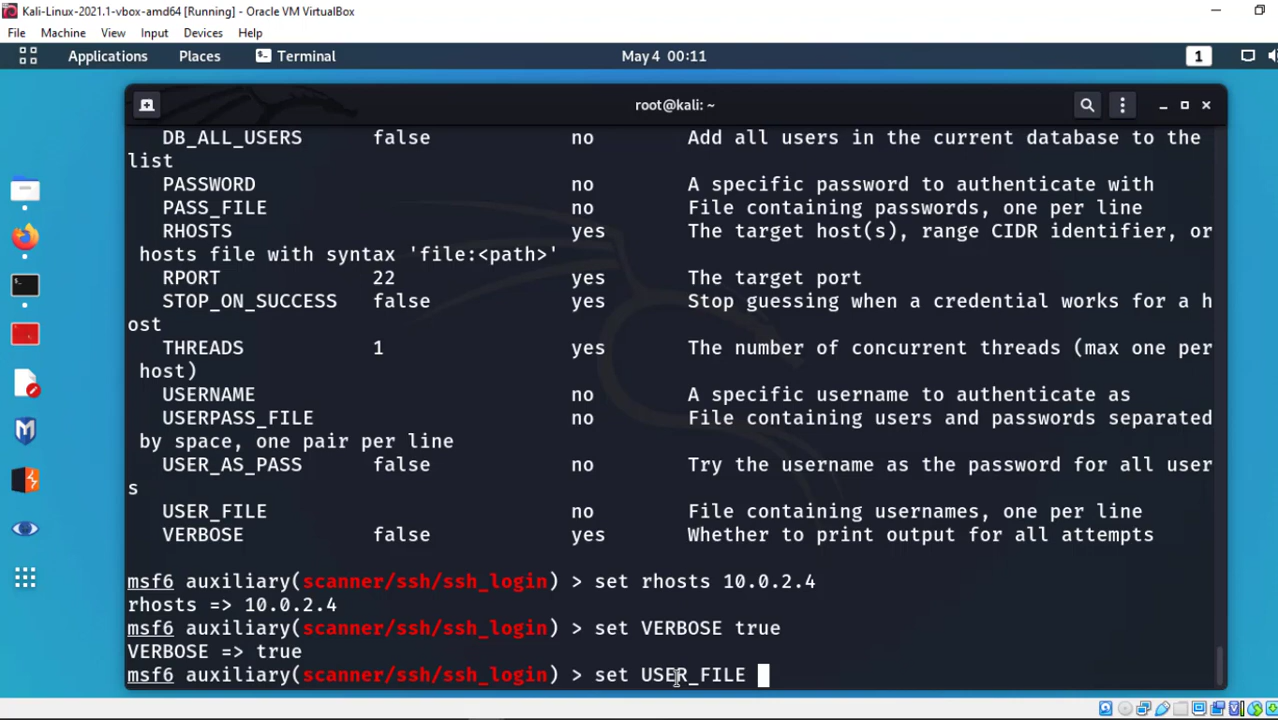 Kali-Linux-2021.1-vbox-amd64 [Running] - Oracle VM VirtualBox
File Machine View Input Devices Help
Applications Places Terminal May 4 00:11 1
root@kali: ~
DB_ALL_USERS false no Add all users in the current database to the
list
PASSWORD no A specific password to authenticate with
PASS_FILE no File containing passwords, one per line
RHOSTS yes The target host(s), range CIDR identifier, or
hosts file with syntax 'file:<path>'
RPORT 22 yes The target port
STOP_ON_SUCCESS false yes Stop guessing when a credential works for a h
ost
THREADS 1 yes The number of concurrent threads (max one per
host)
USERNAME no A specific username to authenticate as
USERPASS_FILE no File containing users and passwords separated
by space, one pair per line
USER_AS_PASS false no Try the username as the password for all user
s
USER_FILE no File containing usernames, one per line
VERBOSE false yes Whether to print output for all attempts
msf6 auxiliary(scanner/ssh/ssh_login) > set rhosts 10.0.2.4
rhosts => 10.0.2.4
msf6 auxiliary(scanner/ssh/ssh_login) > set VERBOSE true
VERBOSE => true
msf6 auxiliary(scanner/ssh/ssh_login) > set USER_FILE